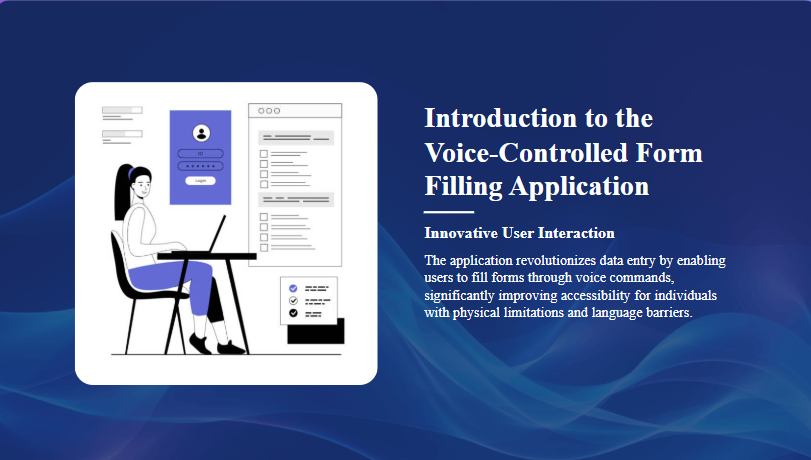 ID
Login
Introduction to the
Voice-Controlled Form
Filling Application
Innovative User Interaction
The application revolutionizes data entry by enabling
users to fill forms through voice commands,
significantly improving accessibility for individuals
with physical limitations and language barriers.